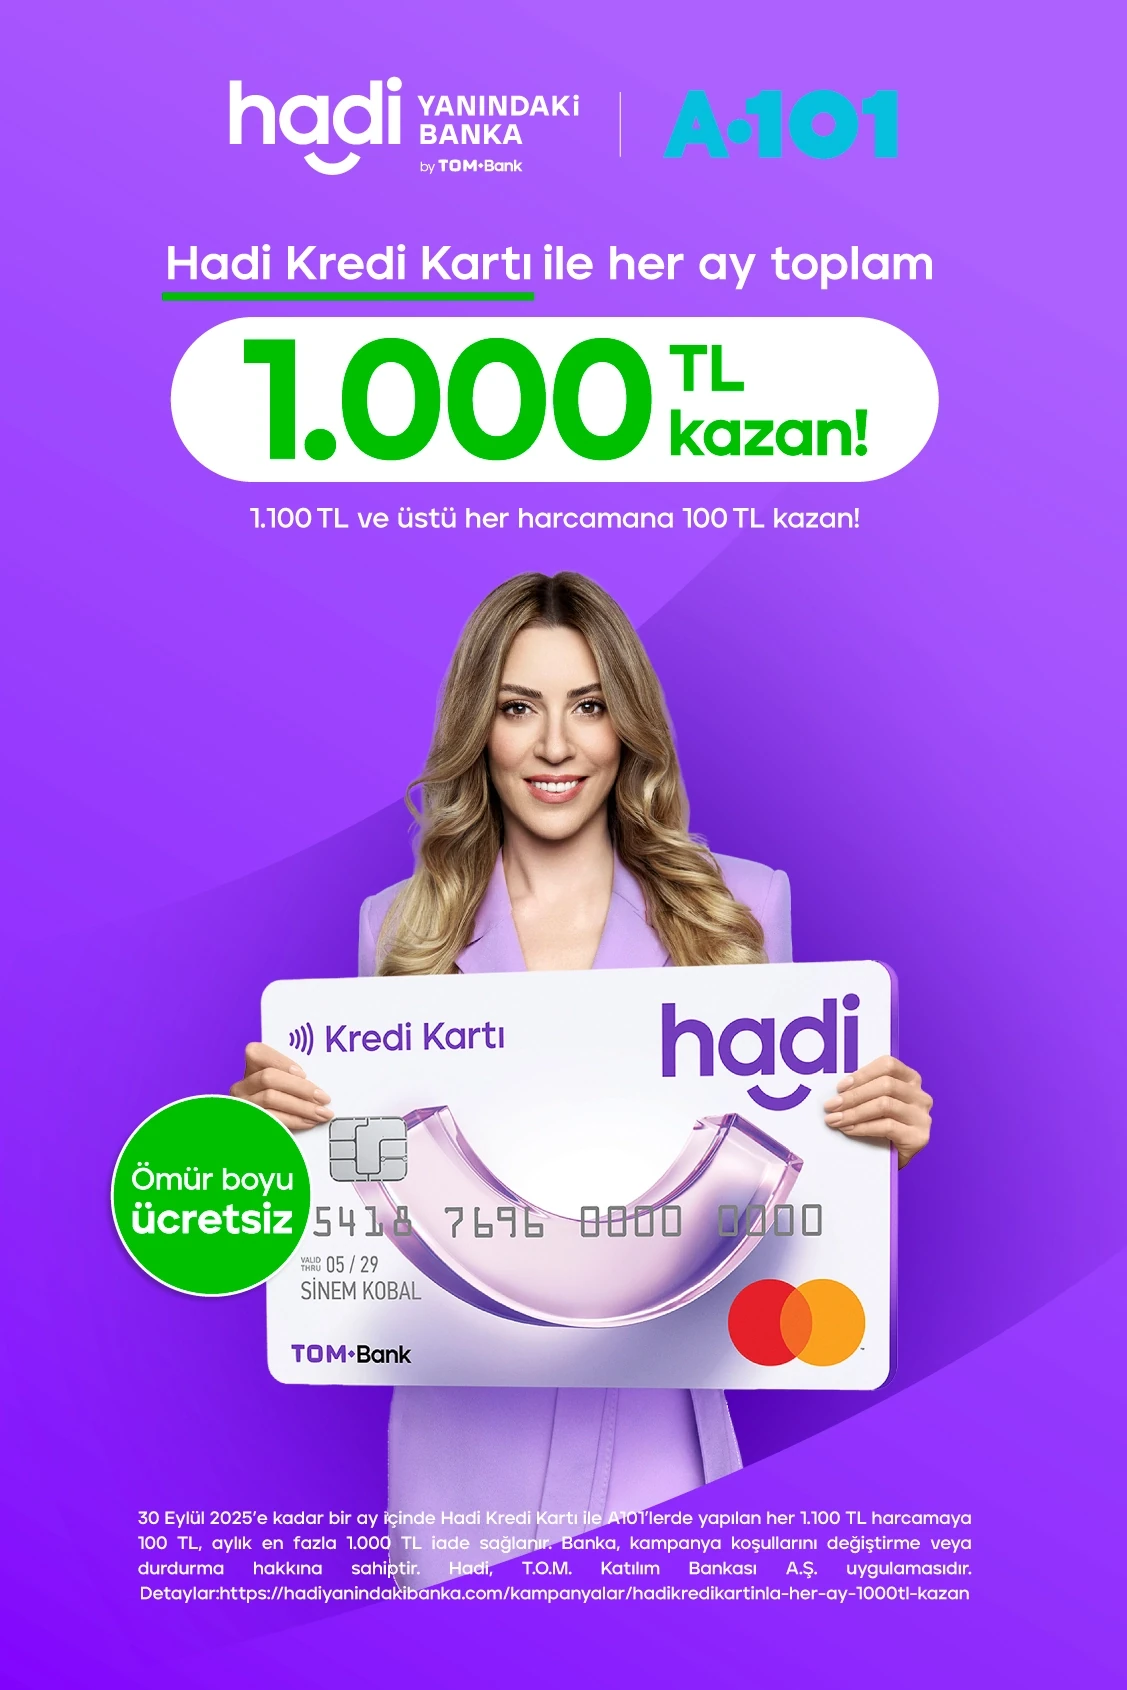 hadi YANINDAKİ
BANKA
by TOM Bank
A101
Hadi Kredi Kartı ile her ay toplam
1.000 TL
kazan!
1.100 TL ve üstü her harcamana 100 TL kazan!
Kredi Kartı
hadi
Ömür boyu
ücretsiz
5418 7696 0000 0000
VALID
THRU 05 / 29
SİNEM KOBAL
TOM Bank
30 Eylül 2025'e kadar bir ay içinde Hadi Kredi Kartı ile A101'lerde yapılan her 1.100 TL harcamaya
100 TL, aylık en fazla 1.000 TL iade sağlanır. Banka, kampanya koşullarını değiştirme veya
durdurma hakkına sahiptir. Hadi, T.O.M. Katılım Bankası A.Ş. uygulamasıdır.
Detaylar:https://hadiyanindakibanka.com/kampanyalar/hadikredikartinla-her-ay-1000tl-kazan